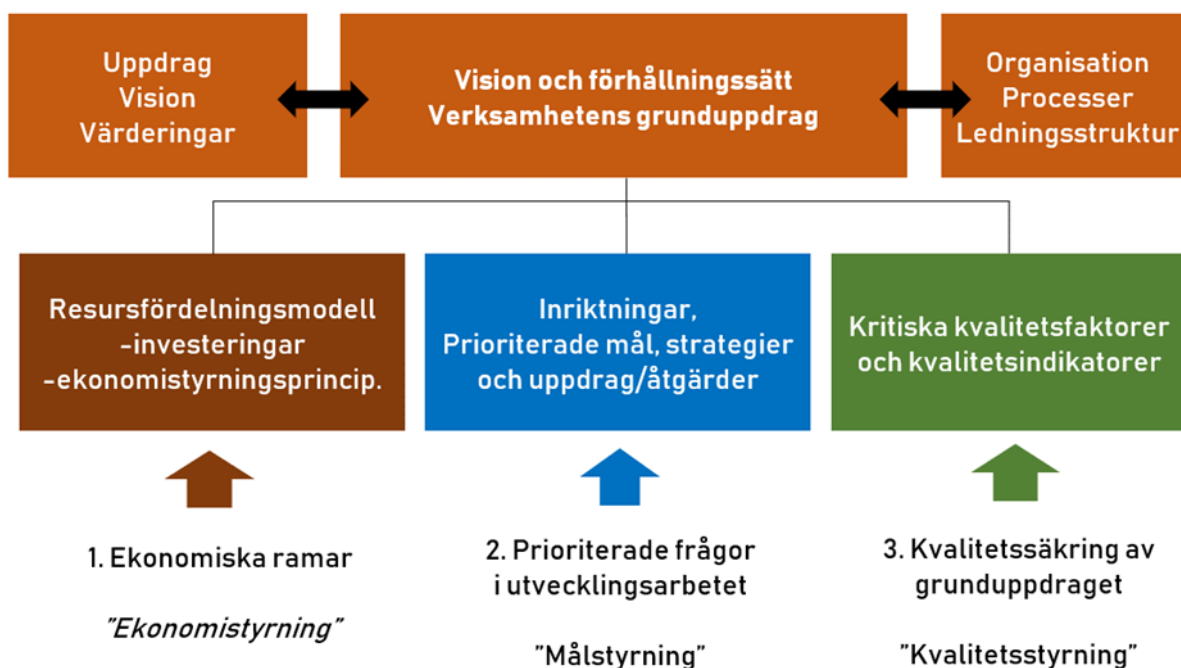 Uppdrag
Vision
Värderingar
Vision och förhållningssätt
Verksamhetens grunduppdrag
Organisation
Processer
Ledningsstruktur
Resursfördelningsmodell
-investeringar
-ekonomistyrningsprincip.
Inriktningar,
Prioriterade mål, strategier
och uppdrag/åtgärder
Kritiska kvalitetsfaktorer
och kvalitetsindikatorer
1. Ekonomiska ramar
”Ekonomistyrning”
2. Prioriterade frågor
i utvecklingsarbetet
”Målstyrning”
3. Kvalitetssäkring av
grunduppdraget
”Kvalitetsstyrning”